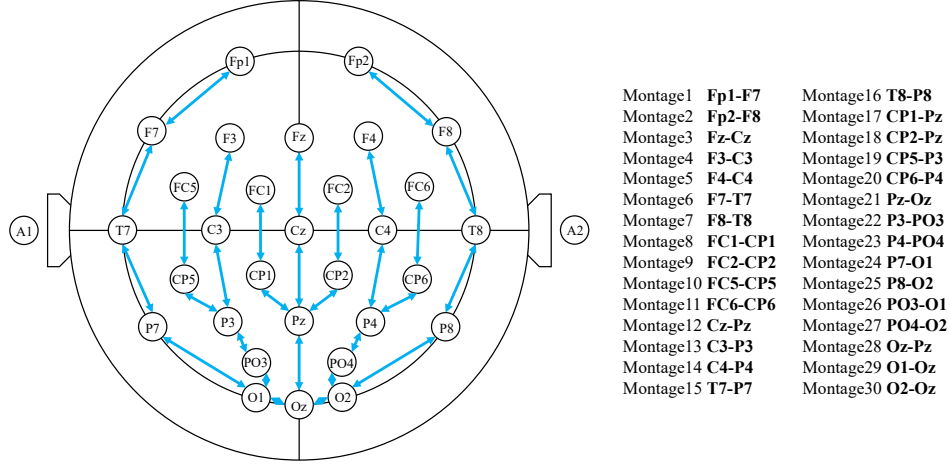 Fp1
Fp2
F7
F3
Fz
F4
F8
FC5
FC1
FC2
FC6
A1
T7
C3
Cz
C4
T8
A2
CP5
CP1
CP2
CP6
P7
P3
Pz
P4
P8
PO3
PO4
O1
Oz
O2
Montage1 Fp1-F7
Montage2 Fp2-F8
Montage3 Fz-Cz
Montage4 F3-C3
Montage5 F4-C4
Montage6 F7-T7
Montage7 F8-T8
Montage8 FC1-CP1
Montage9 FC2-CP2
Montage10 FC5-CP5
Montage11 FC6-CP6
Montage12 Cz-Pz
Montage13 C3-P3
Montage14 C4-P4
Montage15 T7-P7
Montage16 T8-P8
Montage17 CP1-Pz
Montage18 CP2-Pz
Montage19 CP5-P3
Montage20 CP6-P4
Montage21 Pz-Oz
Montage22 P3-PO3
Montage23 P4-PO4
Montage24 P7-O1
Montage25 P8-O2
Montage26 PO3-O1
Montage27 PO4-O2
Montage28 Oz-Pz
Montage29 O1-Oz
Montage30 O2-Oz